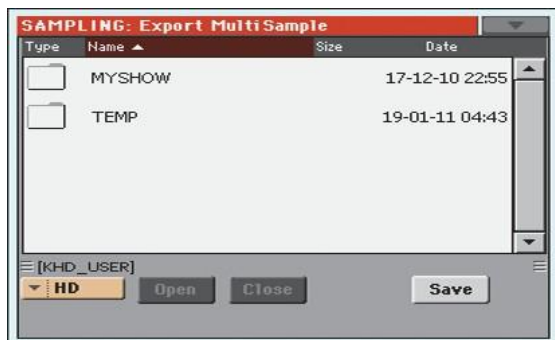 SAMPLING: Export MultiSample
Type Name Size Date
MYSHOW 17-12-10 22:55
TEMP 19-01-11 04:43
[KHD_USER]
HD Open Close Save